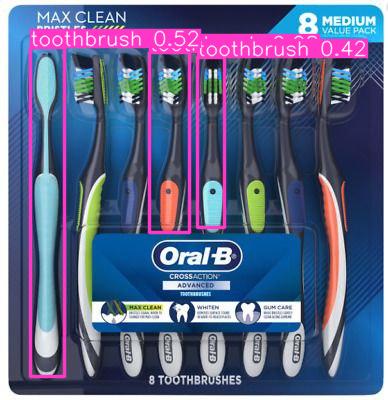 MAX CLEAN
BRISTLES
8 MEDIUM
VALUE PACK
toothbrush 0.52
toothbrush 0.42
Oral-B
CROSSACTION
ADVANCED
TOOTHBRUSHES
MAX CLEAN
WHITEN
GUM CARE
Oral-B
Oral-B
Oral-B
Oral-B
Oral-B
8 TOOTHBRUSHES